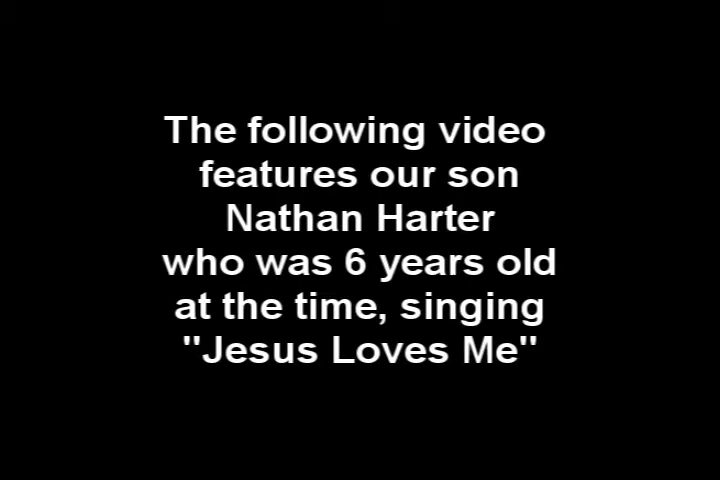 The following video
features our son
Nathan Harter
who was 6 years old
at the time, singing
"Jesus Loves Me"